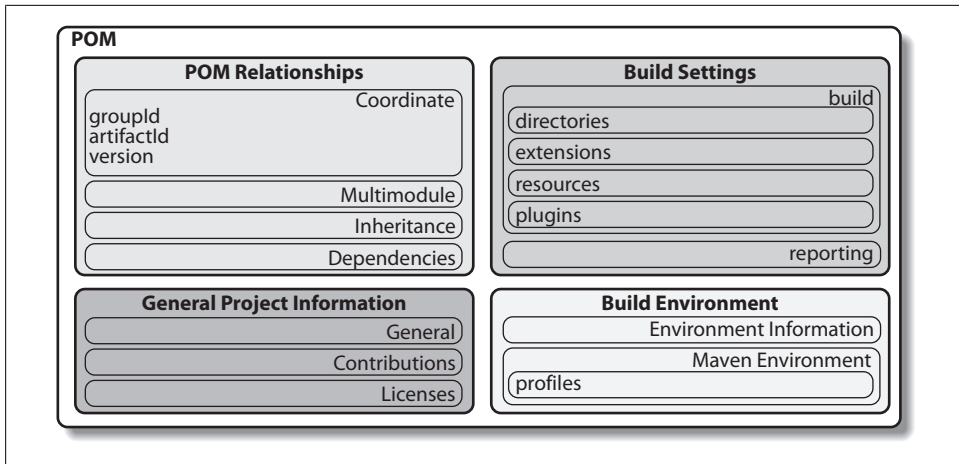 POM
POM Relationships
Coordinate
groupId
artifactId
version
Multimodule
Inheritance
Dependencies
Build Settings
build
directories
extensions
resources
plugins
reporting
General Project Information
General
Contributions
Licenses
Build Environment
Environment Information
Maven Environment
profiles